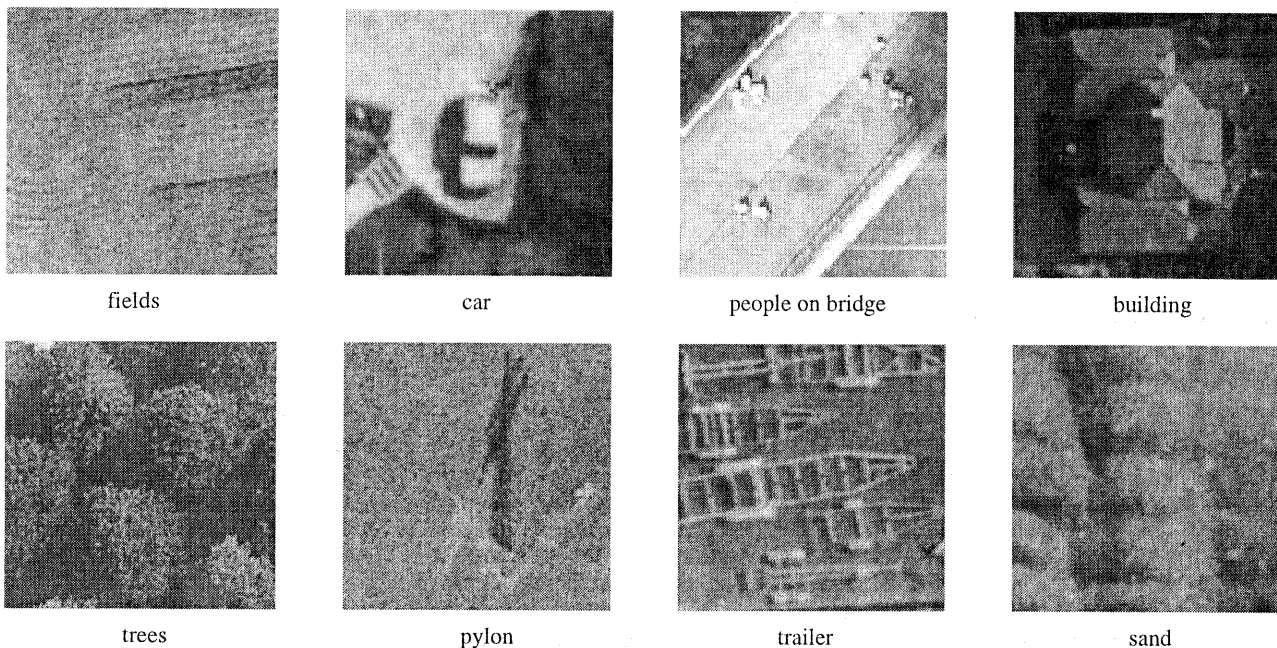 fields
car
people on bridge
building
trees
pylon
trailer
sand